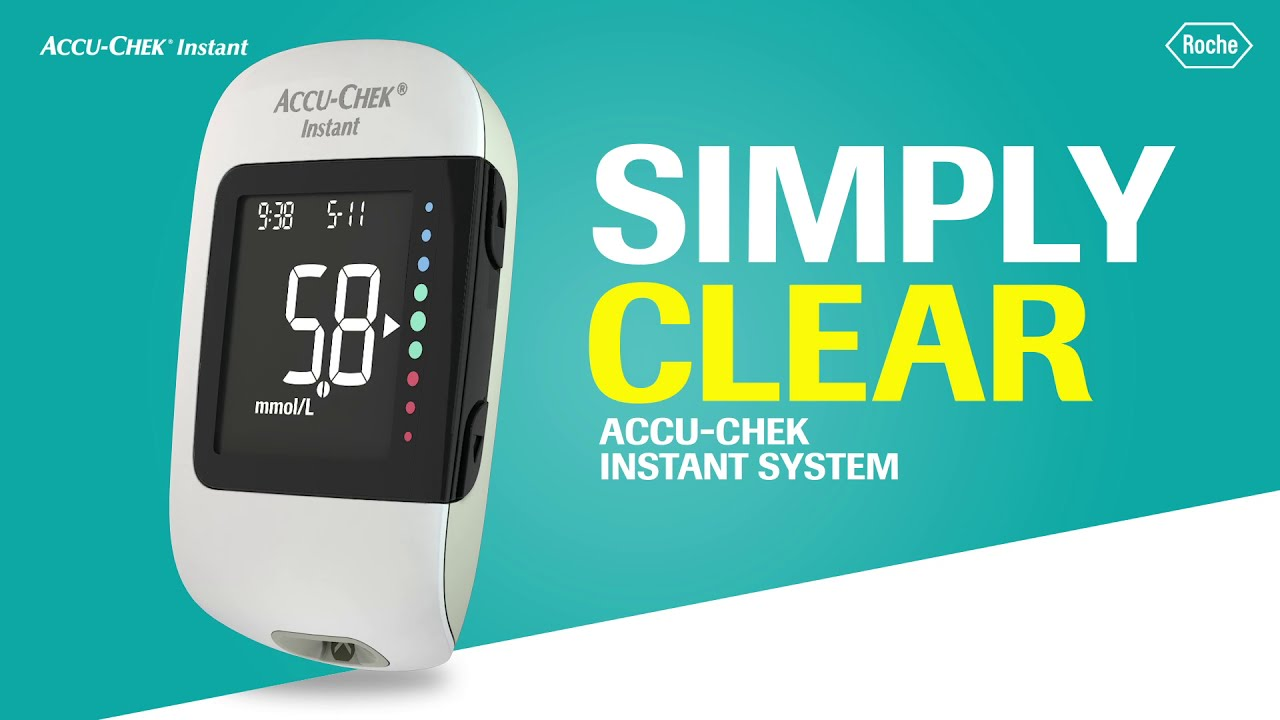 ACCU-CHEK® Instant
Roche
ACCU-CHEK®
Instant
9:38 5-11
5.8
mmol/L
SIMPLY
CLEAR
ACCU-CHEK
INSTANT SYSTEM